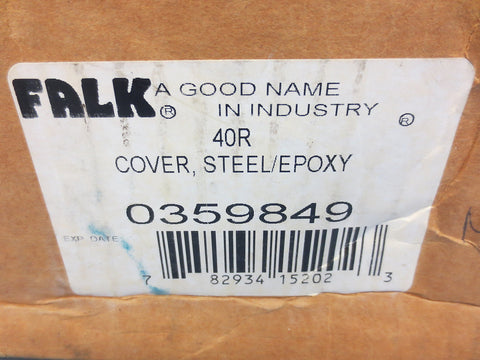 FALK® A GOOD NAME
IN INDUSTRY ®
40R
COVER, STEEL/EPOXY
0359849
EXP. DATE:
7 82934 15202 3